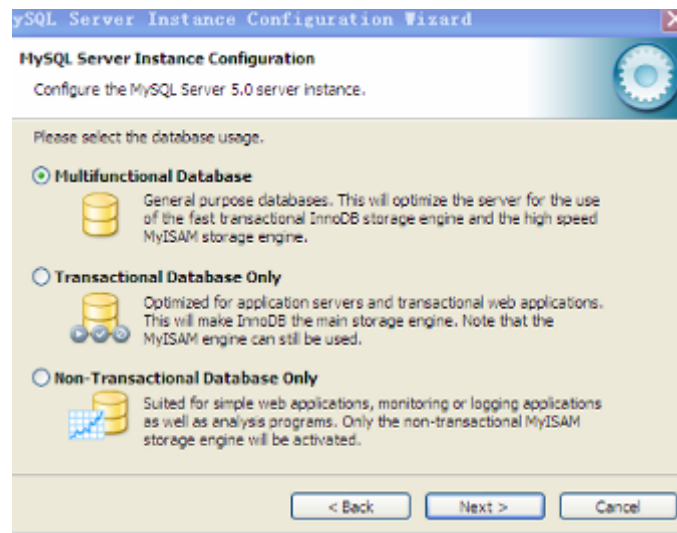 ySQL Server Instance Configuration Wizard
MySQL Server Instance Configuration
Configure the MySQL Server 5.0 server instance.
Please select the database usage.
Multifunctional Database
General purpose databases. This will optimize the server for the use
of the fast transactional InnoDB storage engine and the high speed
MyISAM storage engine.
Transactional Database Only
Optimized for application servers and transactional web applications.
This will make InnoDB the main storage engine. Note that the
MyISAM engine can still be used.
Non-Transactional Database Only
Suited for simple web applications, monitoring or logging applications
as well as analysis programs. Only the non-transactional MyISAM
storage engine will be activated.
< Back
Next >
Cancel